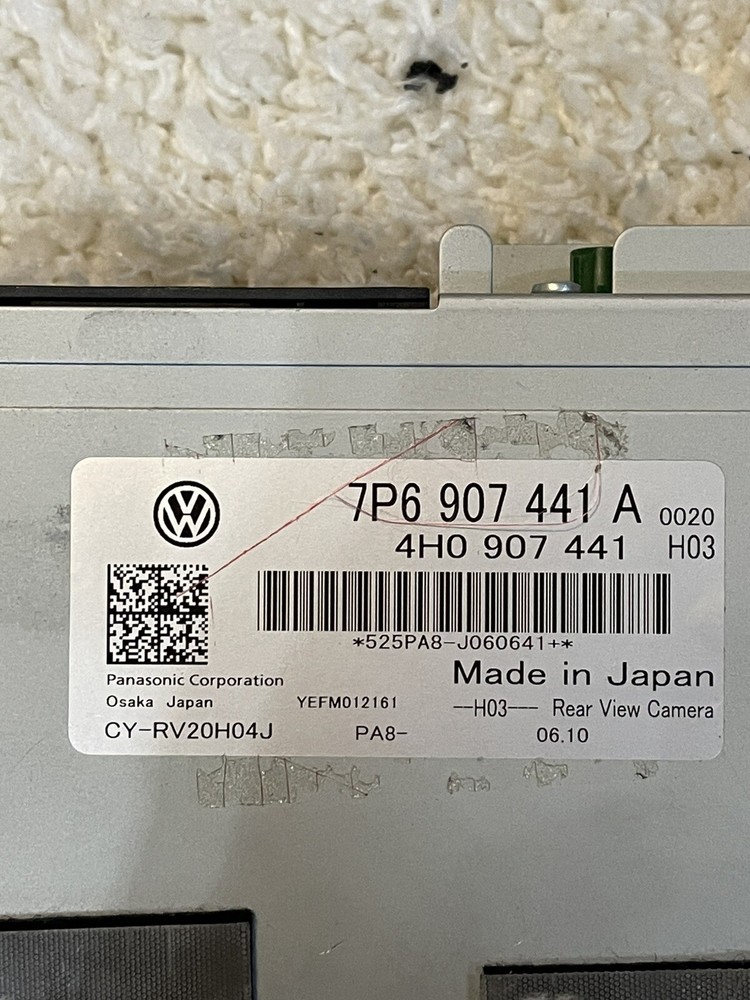 7P6 907 441 A 0020
4H0 907 441 H03
*525PA8-J060641+*
Panasonic Corporation
Made in Japan
Osaka Japan YEFM012161
--H03--- Rear View Camera
CY-RV20H04J PA8- 06.10